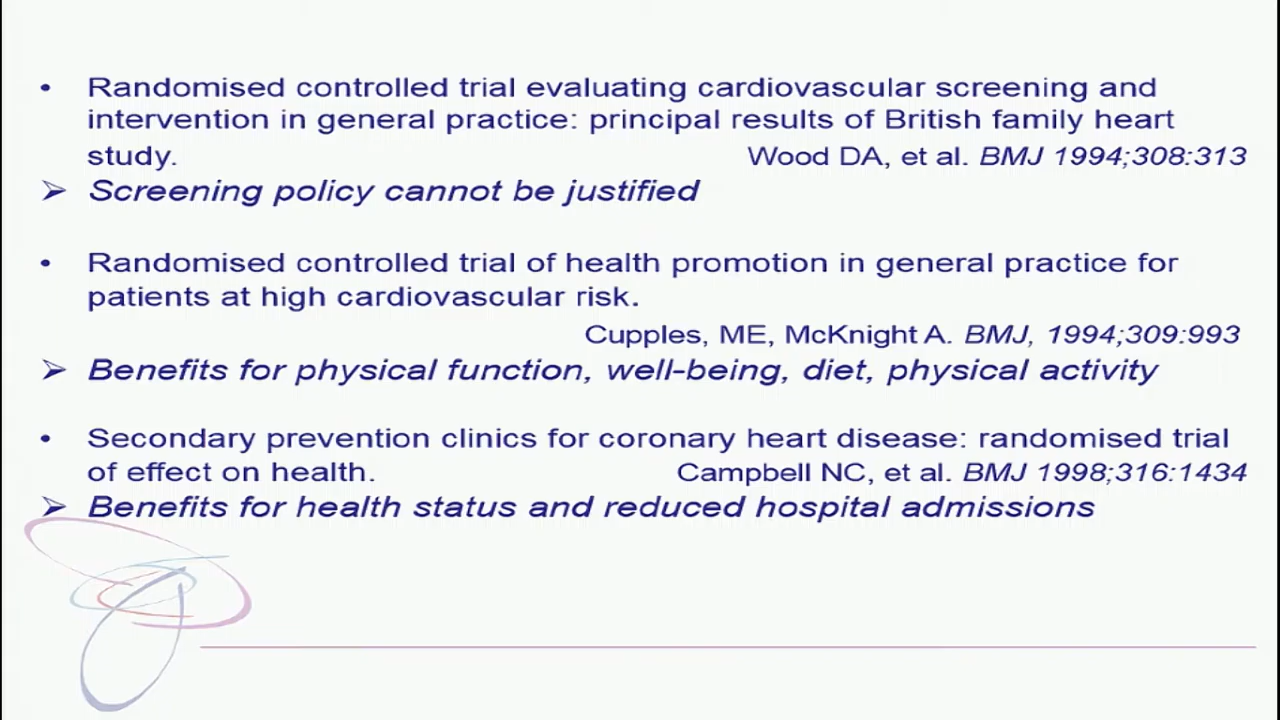 • Randomised controlled trial evaluating cardiovascular screening and
intervention in general practice: principal results of British family heart
study. Wood DA, et al. BMJ 1994;308:313
➢ Screening policy cannot be justified
• Randomised controlled trial of health promotion in general practice for
patients at high cardiovascular risk.
Cupples, ME, McKnight A. BMJ, 1994;309:993
➢ Benefits for physical function, well-being, diet, physical activity
• Secondary prevention clinics for coronary heart disease: randomised trial
of effect on health. Campbell NC, et al. BMJ 1998;316:1434
➢ Benefits for health status and reduced hospital admissions